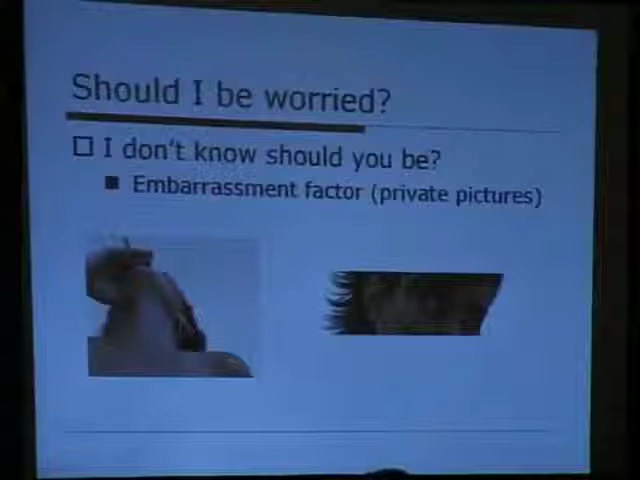 Should I be worried?
I don't know should you be?
Embarrassment factor (private pictures)